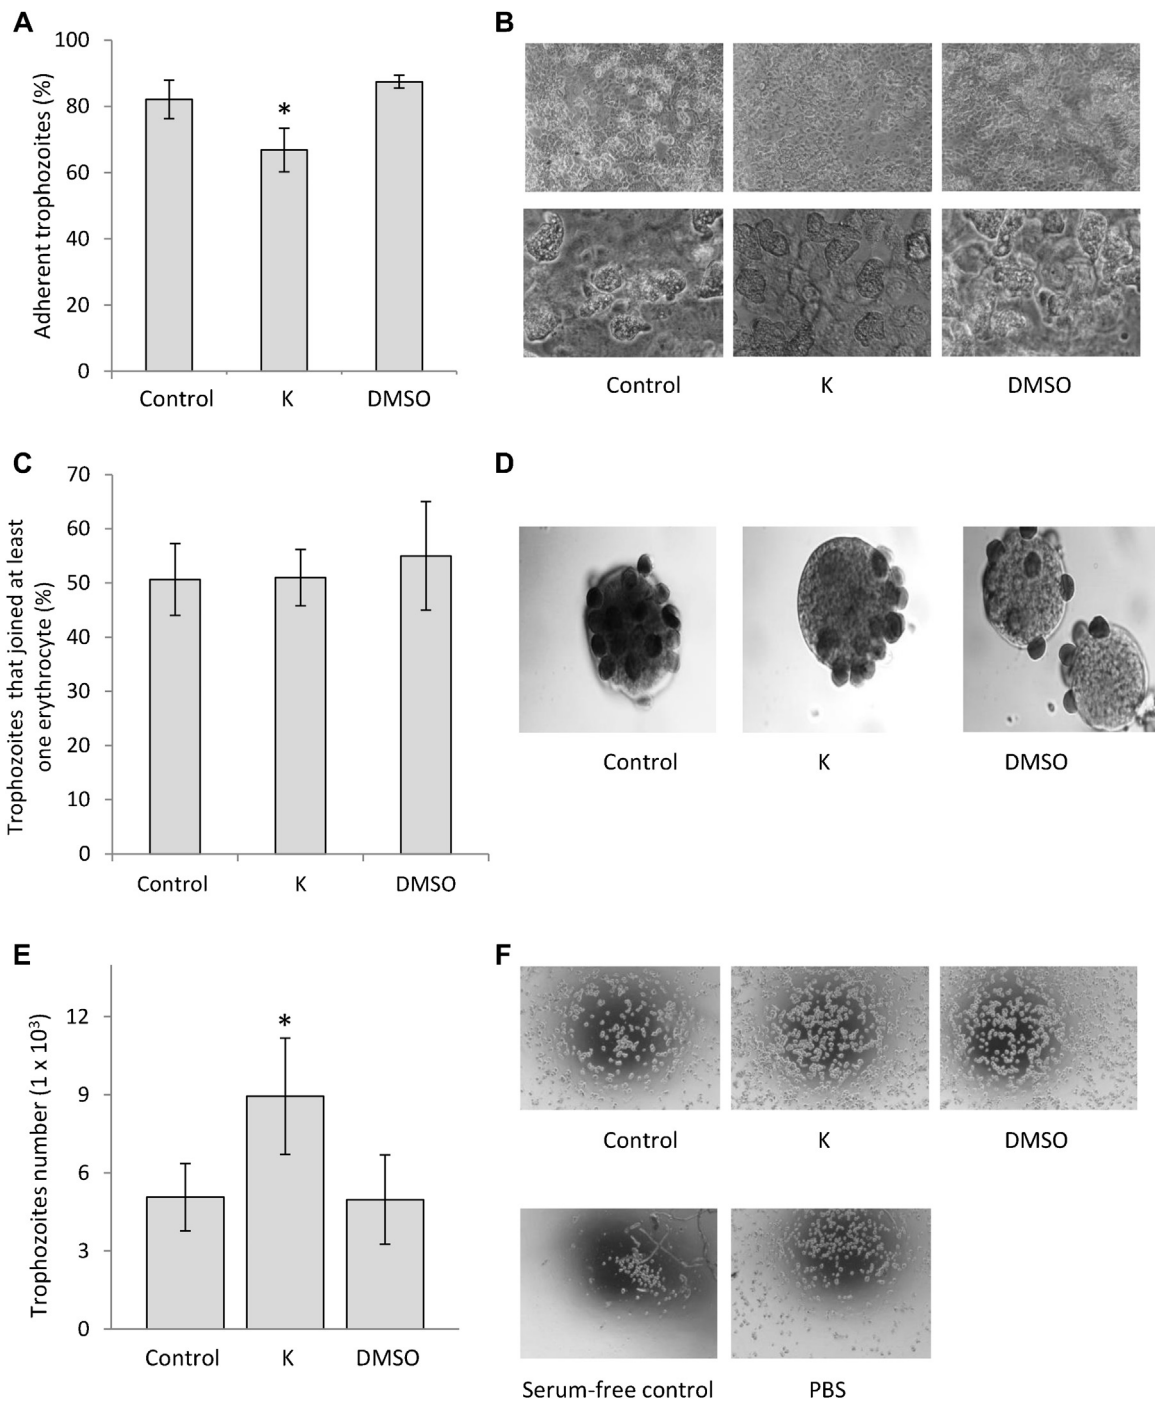 A
B
100
80
60
40
20
0
Adherent trophozoites (%)
*
Control
K
DMSO
Control
K
DMSO
C
D
70
60
50
40
30
20
10
0
Trophozoites that joined at least
one erythrocyte (%)
Control
K
DMSO
Control
K
DMSO
E
F
12
9
6
3
0
Trophozoites number (1 x 10³)
*
Control
K
DMSO
Control
K
DMSO
Serum-free control
PBS